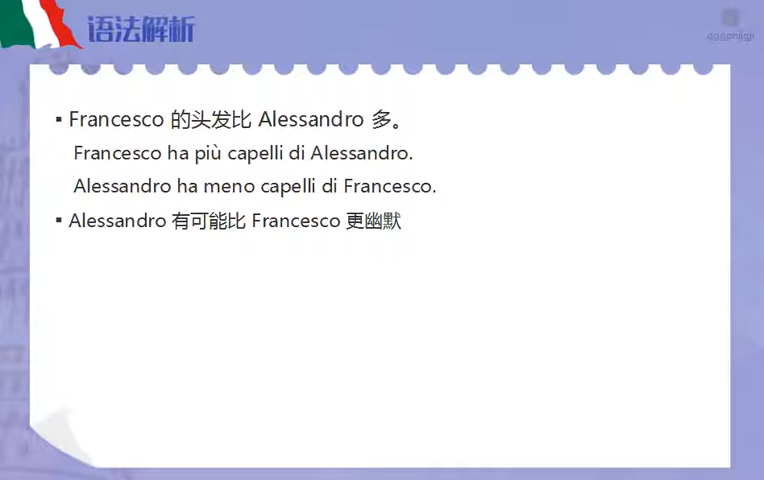 语法解析
▪ Francesco 的头发比 Alessandro 多。
Francesco ha più capelli di Alessandro.
Alessandro ha meno capelli di Francesco.
▪ Alessandro 有可能比 Francesco 更幽默